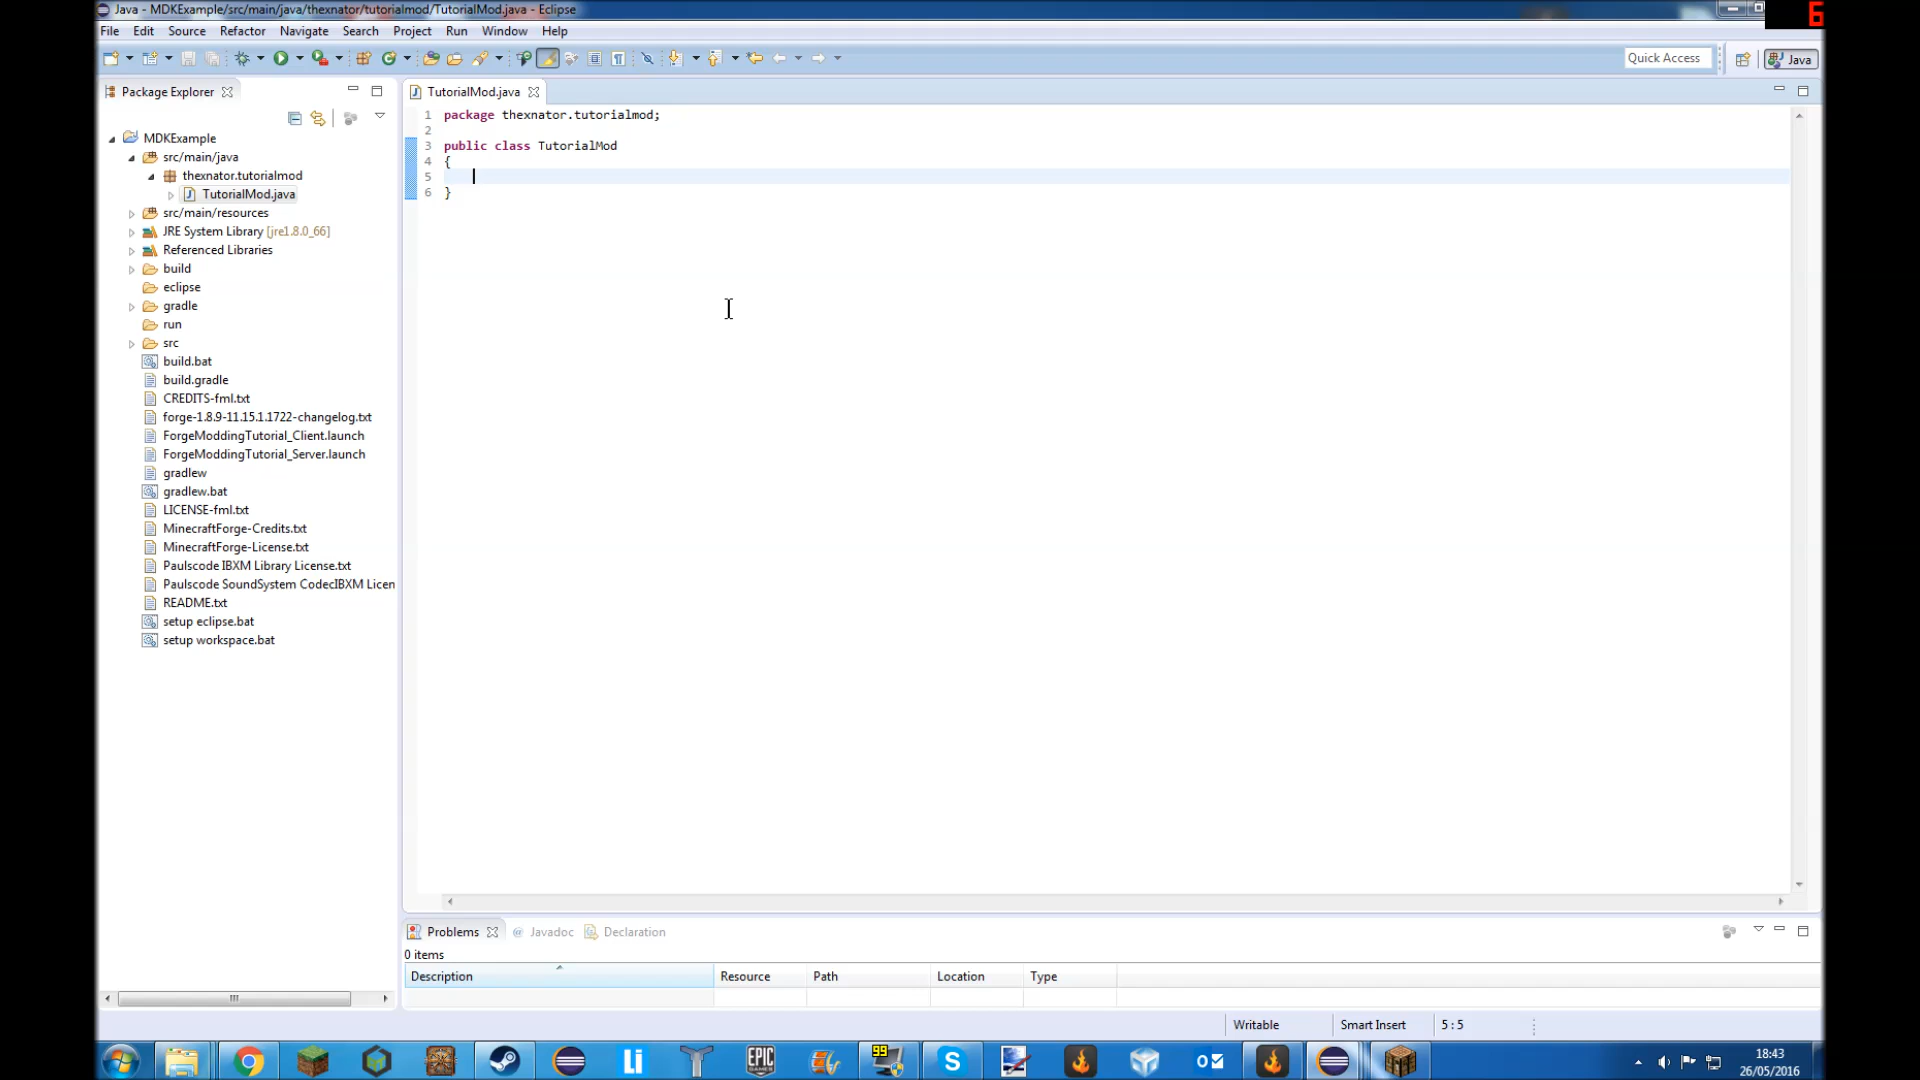 Java - MDKExample/src/main/java/thexnator/tutorialmod/TutorialMod.java - Eclipse
6
File Edit Source Refactor Navigate Search Project Run Window Help
Quick Access
Java
Package Explorer
TutorialMod.java
MDKExample
src/main/java
thexnator.tutorialmod
TutorialMod.java
src/main/resources
JRE System Library [jre1.8.0_66]
Referenced Libraries
build
eclipse
gradle
run
src
build.bat
build.gradle
CREDITS-fml.txt
forge-1.8.9-11.15.1.1722-changelog.txt
ForgeModdingTutorial_Client.launch
ForgeModdingTutorial_Server.launch
gradlew
gradlew.bat
LICENSE-fml.txt
MinecraftForge-Credits.txt
MinecraftForge-License.txt
Paulscode IBXM Library License.txt
Paulscode SoundSystem CodecIBXM Licen
README.txt
setup eclipse.bat
setup workspace.bat
1 package thexnator.tutorialmod;
2
3 public class TutorialMod
4 {
5
6 }
Problems @ Javadoc Declaration
0 items
Description Resource Path Location Type
Writable Smart Insert 5 : 5
Li EPIC GAMES 99 S O
18:43
26/05/2016